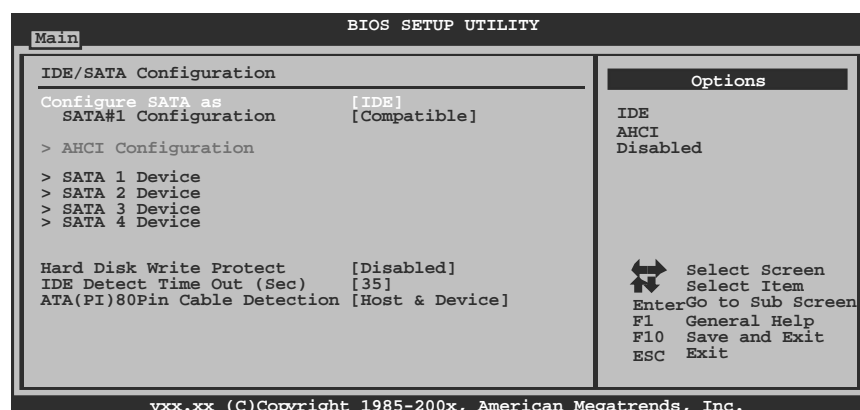 BIOS SETUP UTILITY
Main
IDE/SATA Configuration
Configure SATA as [IDE]
SATA#1 Configuration [Compatible]
> AHCI Configuration
> SATA 1 Device
> SATA 2 Device
> SATA 3 Device
> SATA 4 Device
Hard Disk Write Protect [Disabled]
IDE Detect Time Out (Sec) [35]
ATA(PI)80Pin Cable Detection [Host & Device]
Options
IDE
AHCI
Disabled
Select Screen
Select Item
Enter Go to Sub Screen
F1 General Help
F10 Save and Exit
ESC Exit
vxx.xx (C)Copyright 1985-200x, American Megatrends, Inc.